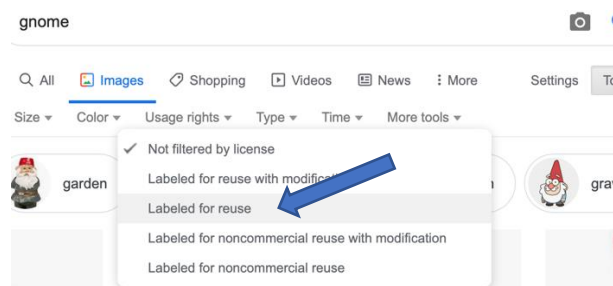 gnome
All Images Shopping Videos News More Settings
Size Color Usage rights Type Time More tools
Not filtered by license
garden Labeled for reuse with
Labeled for reuse
Labeled for noncommercial reuse with modification
Labeled for noncommercial reuse